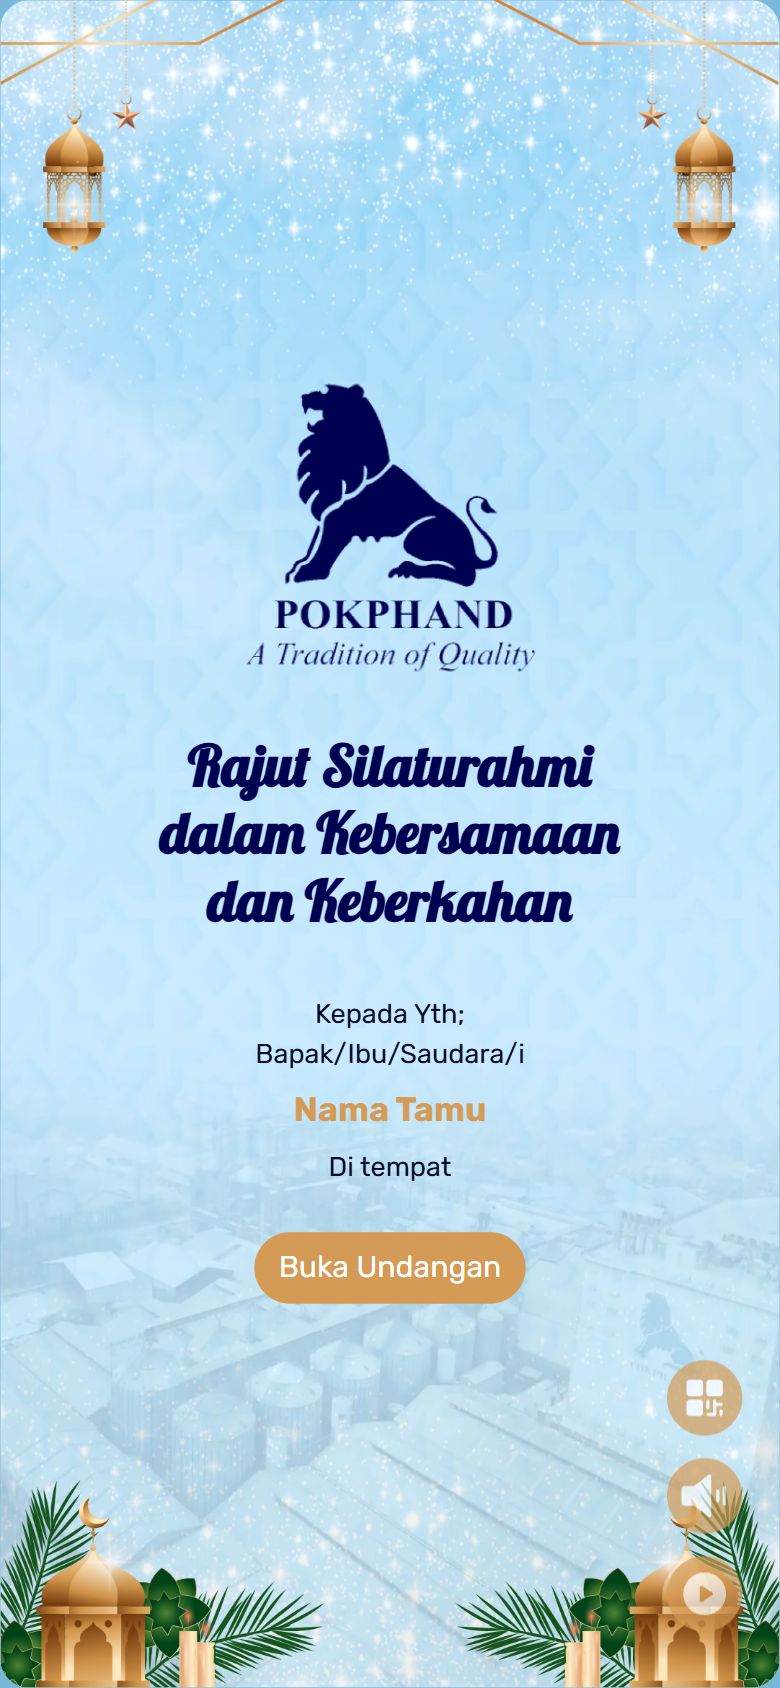 POKPHAND
A Tradition of Quality
Rajut Silaturahmi
dalam Kebersamaan
dan Keberkahan
Kepada Yth;
Bapak/Ibu/Saudara/i
Nama Tamu
Di tempat
Buka Undangan